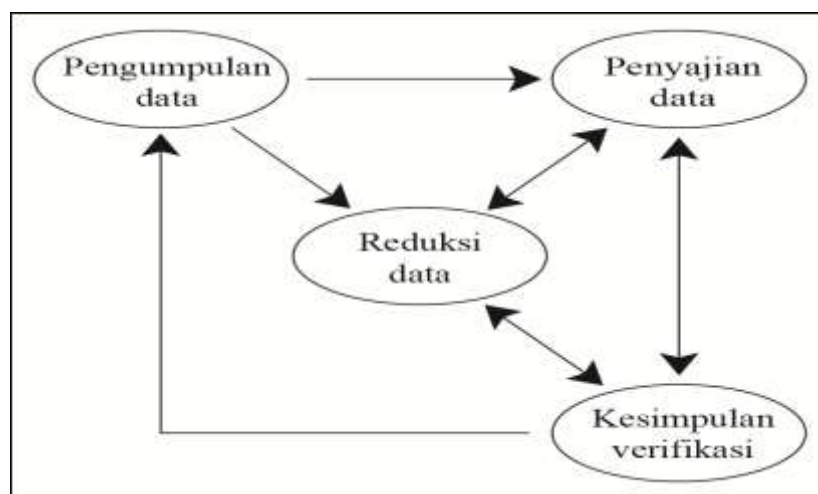 Pengumpulan
data
Penyajian
data
Reduksi
data
Kesimpulan
verifikasi